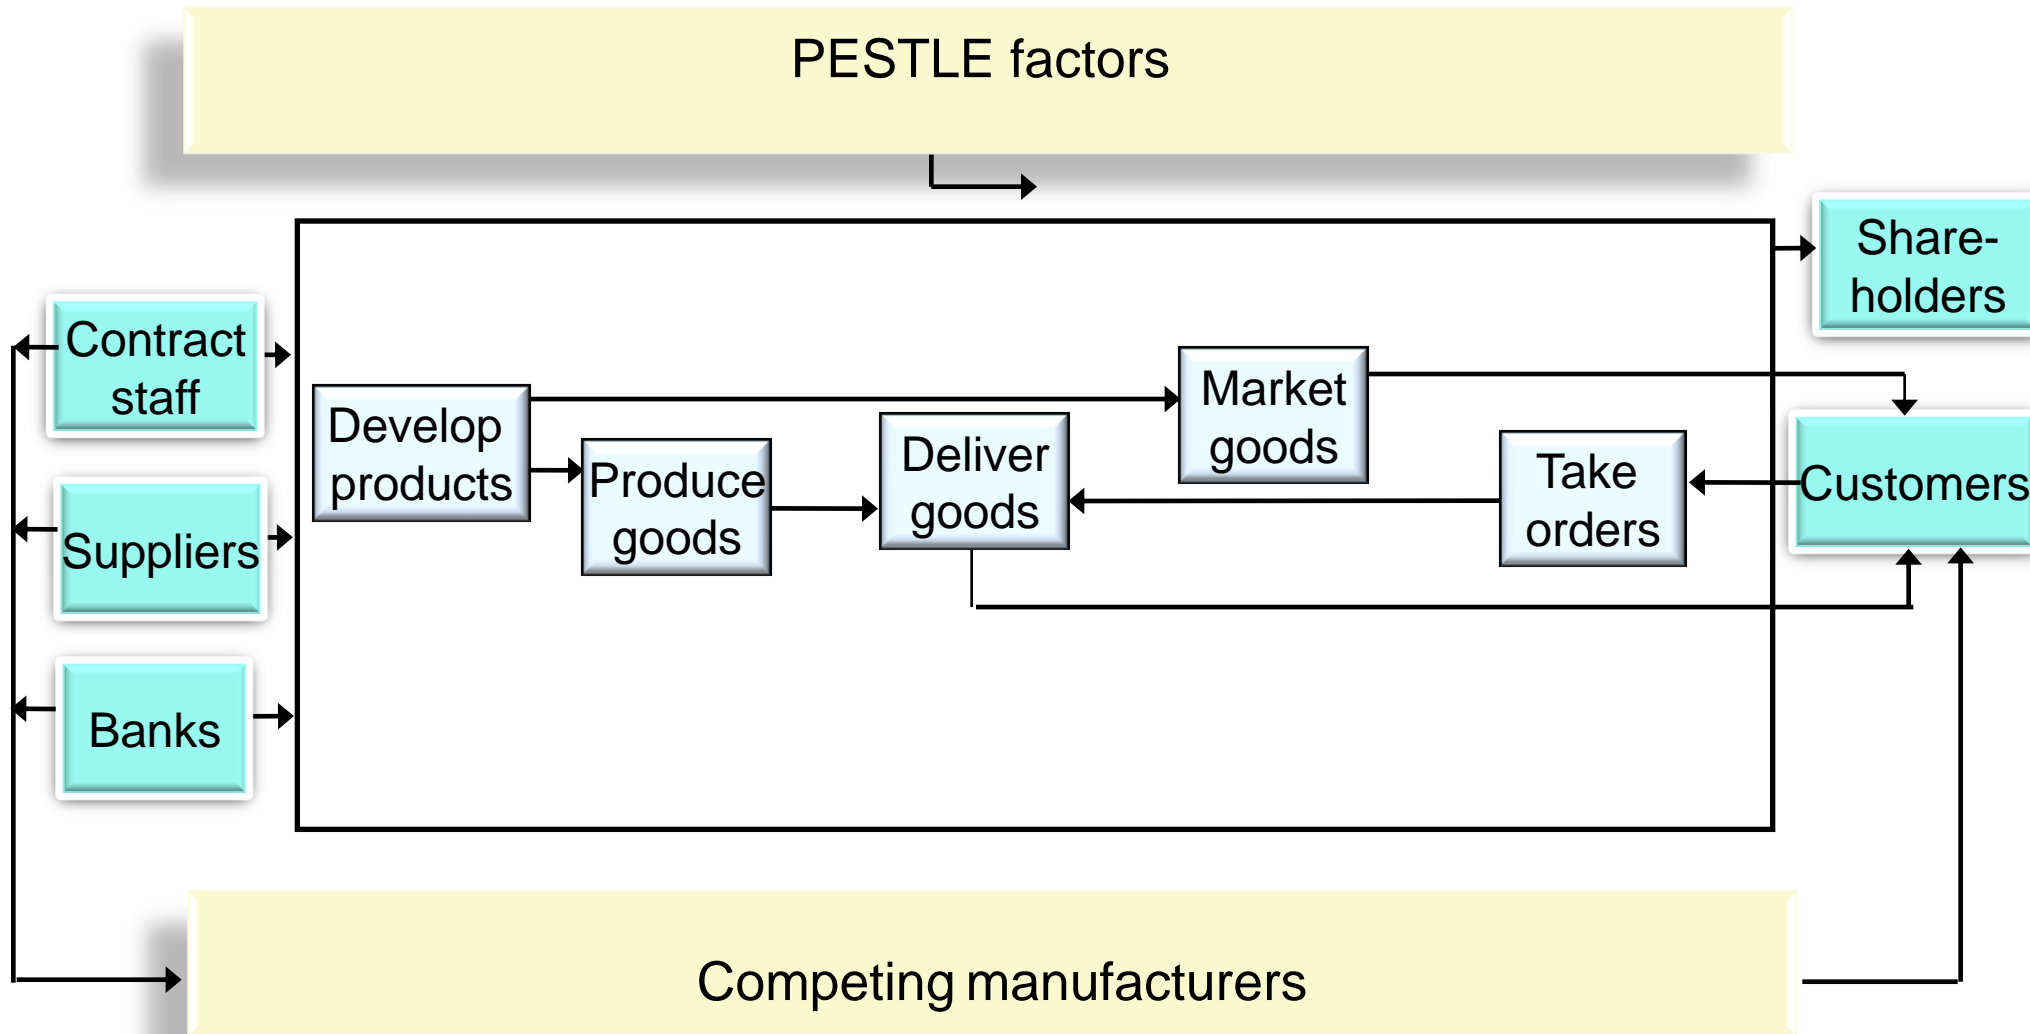 PESTLE factors
Share-
holders
Contract
staff
Market
goods
Develop
products
Deliver
goods
Take
orders
Customers
Produce
goods
Suppliers
Banks
Competing manufacturers